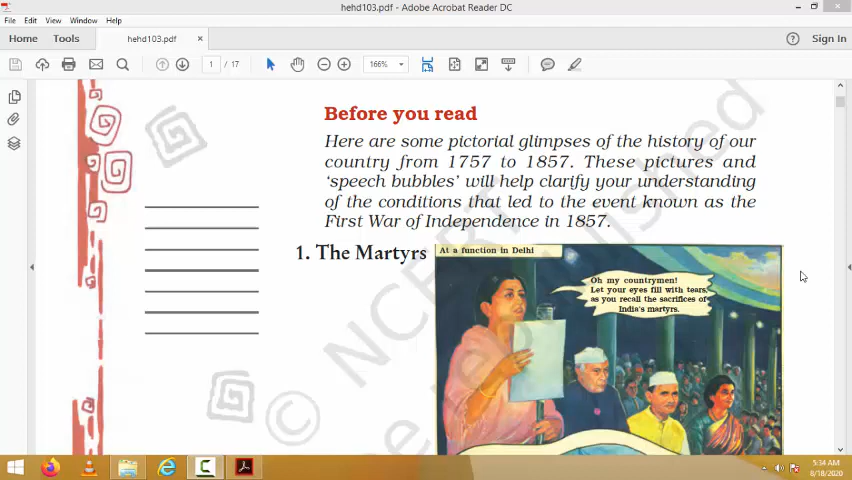 hehd103.pdf - Adobe Acrobat Reader DC
File Edit View Window Help
Home Tools hehd103.pdf × Sign In
1 / 17 166%
Before you read
Here are some pictorial glimpses of the history of our
country from 1757 to 1857. These pictures and
‘speech bubbles’ will help clarify your understanding
of the conditions that led to the event known as the
First War of Independence in 1857.
1. The Martyrs
At a function in Delhi
Oh my countrymen!
Let your eyes fill with tears,
as you recall the sacrifices of
India's martyrs.
© NCERT
published
5:34 AM
8/18/2020